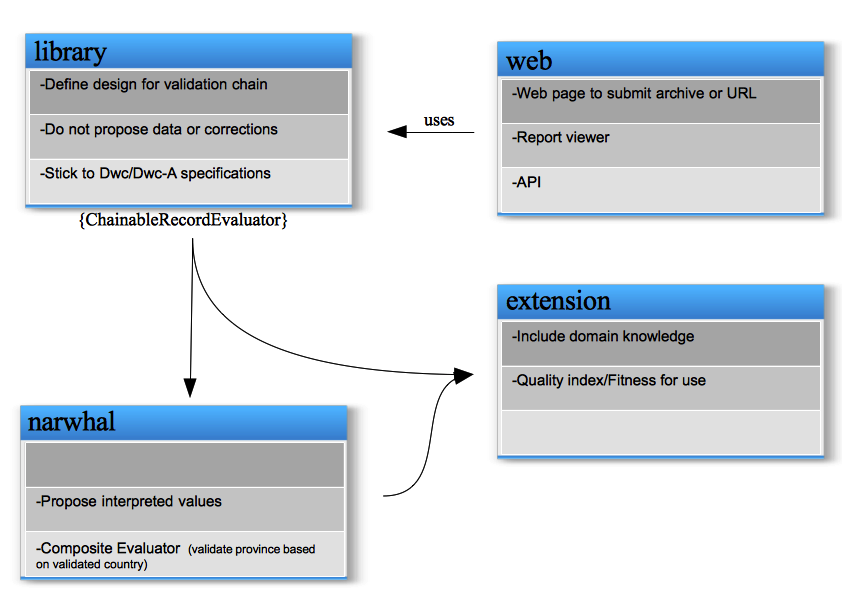 library
-Define design for validation chain
-Do not propose data or corrections
-Stick to Dwc/Dwc-A specifications
{ChainableRecordEvaluator}
uses
web
-Web page to submit archive or URL
-Report viewer
-API
extension
-Include domain knowledge
-Quality index/Fitness for use
narwhal
-Propose interpreted values
-Composite Evaluator (validate province based
on validated country)